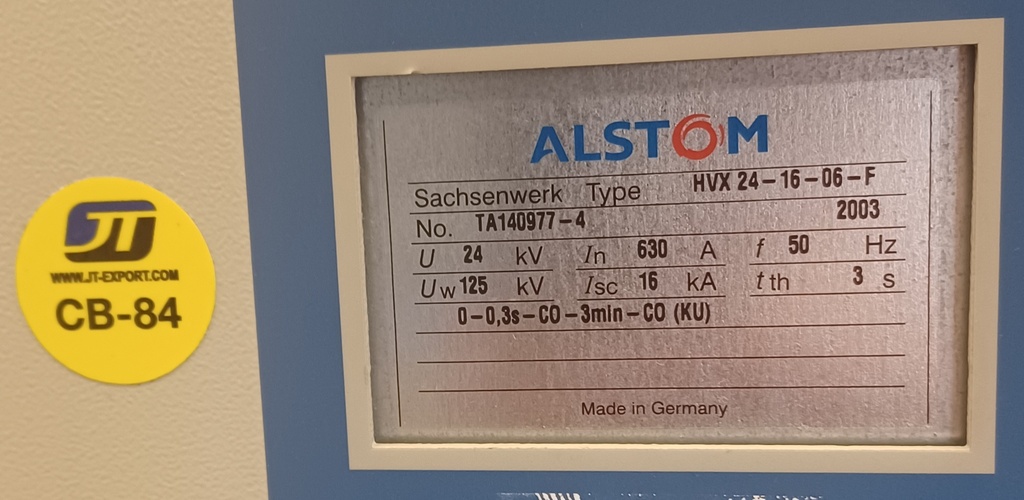 JT
WWW.JT-EXPORT.COM
CB-84
ALSTOM
Sachsenwerk Type HVX 24-16-06-F
No. TA140977-4 2003
U 24 kV In 630 A f 50 Hz
Uw 125 kV Isc 16 kA tth 3 s
0-0,3s-CO-3min-CO (KU)
Made in Germany